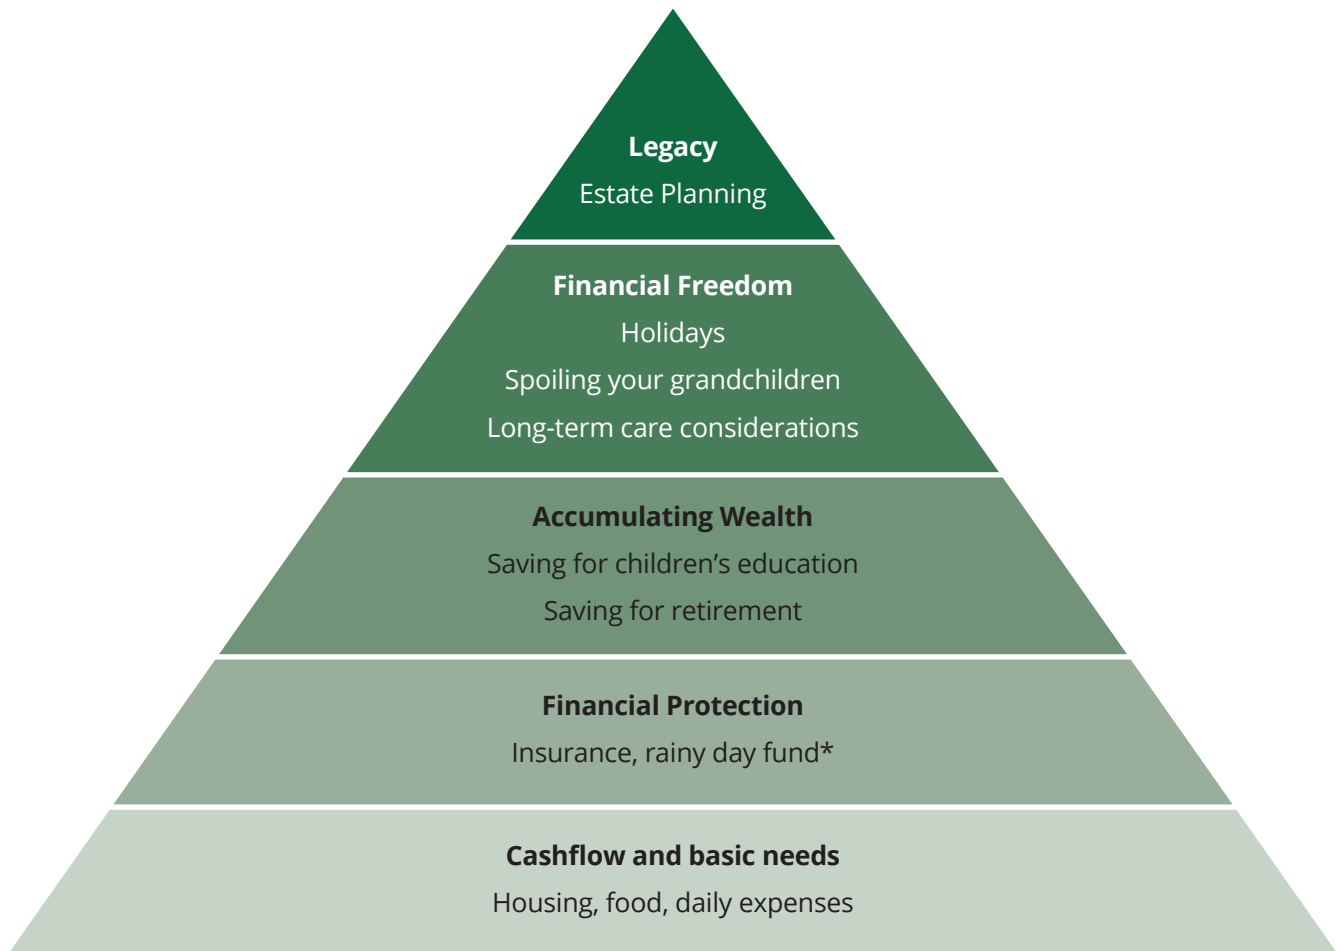 Legacy
Estate Planning
Financial Freedom
Holidays
Spoiling your grandchildren
Long-term care considerations
Accumulating Wealth
Saving for children’s education
Saving for retirement
Financial Protection
Insurance, rainy day fund*
Cashflow and basic needs
Housing, food, daily expenses